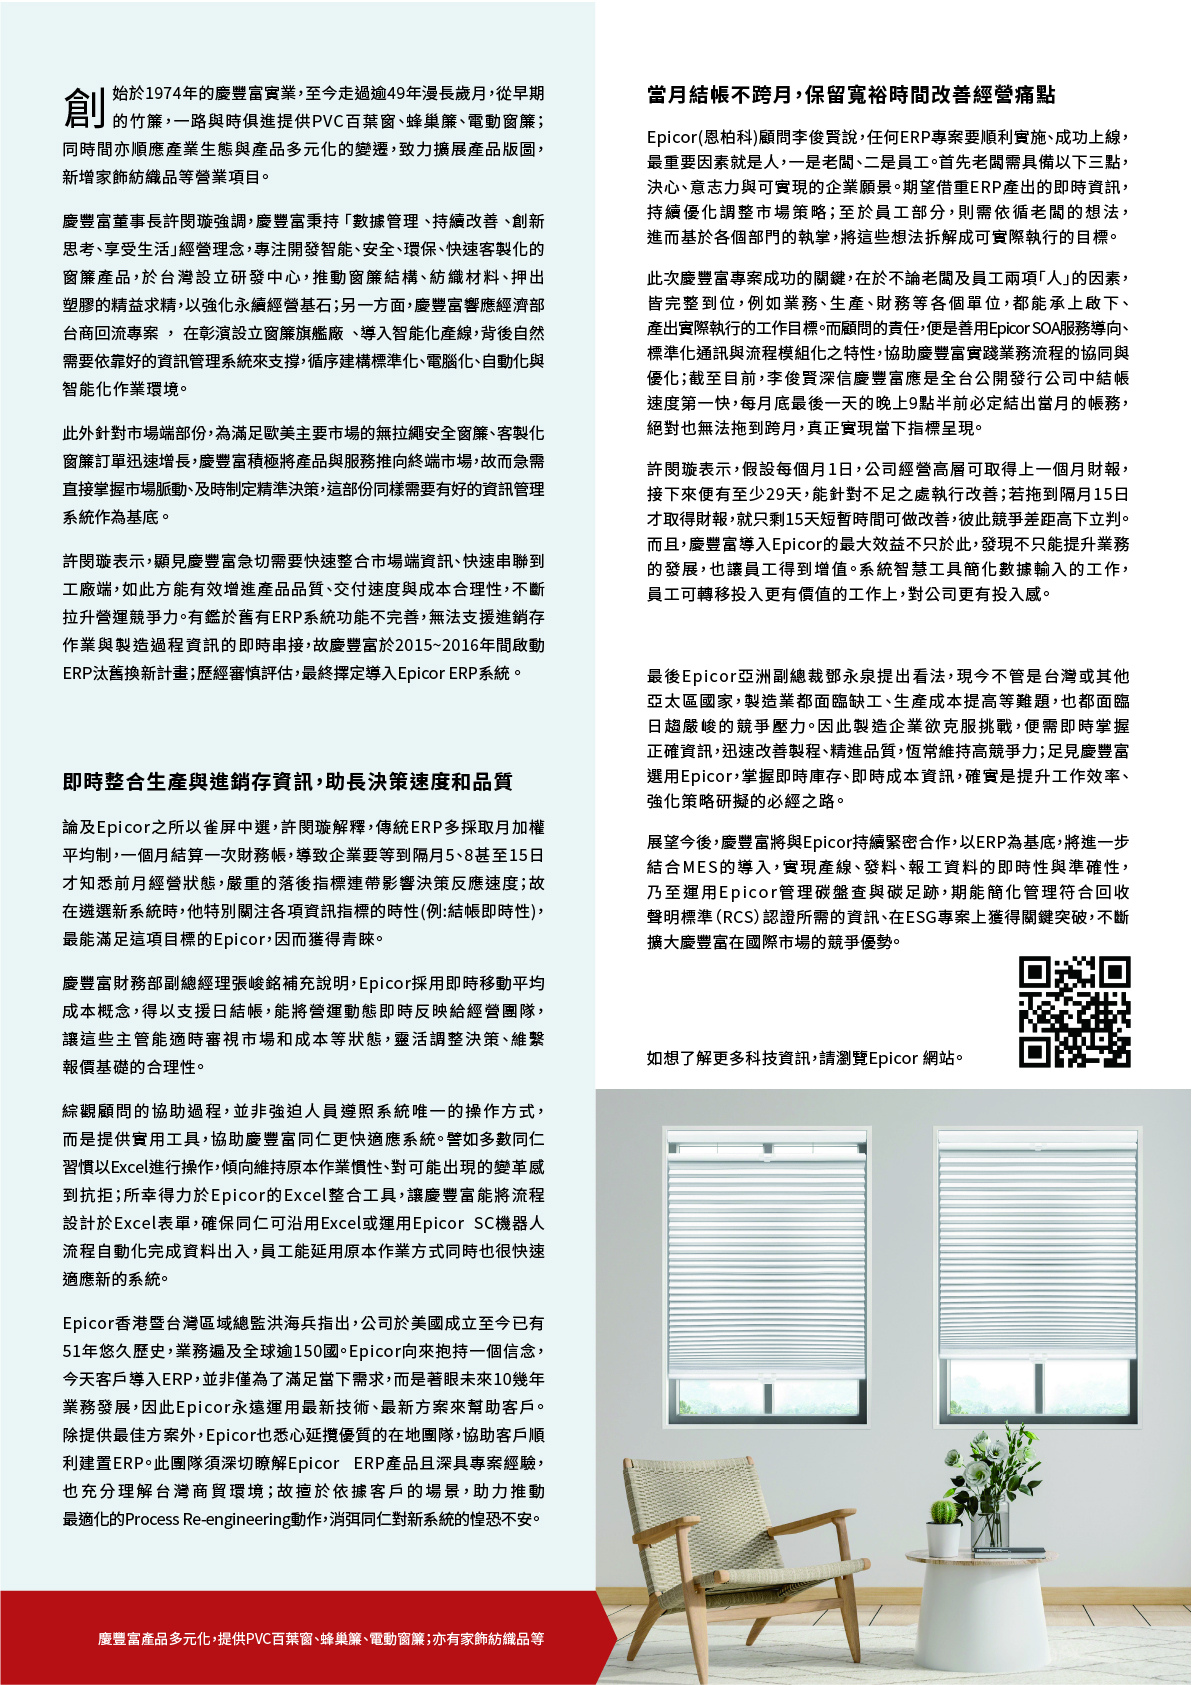 創始於1974年的慶豐富實業，至今走過逾49年漫長歲月，從早期
的竹簾，一路與時俱進提供PVC百葉窗、蜂巢簾、電動窗簾；
同時間亦順應產業生態與產品多元化的變遷，致力擴展產品版圖，
新增家飾紡織品等營業項目。
慶豐富董事長許閔璇強調，慶豐富秉持「數據管理、持續改善、創新
思考、享受生活」經營理念，專注開發智能、安全、環保、快速客製化的
窗簾產品，於台灣設立研發中心，推動窗簾結構、紡織材料、押出
塑膠的精益求精，以強化永續經營基石；另一方面，慶豐富響應經濟部
台商回流專案，在彰濱設立窗簾旗艦廠、導入智能化產線，背後自然
需要依靠好的資訊管理系統來支撐，循序建構標準化、電腦化、自動化與
智能化作業環境。
此外針對市場端部份，為滿足歐美主要市場的無拉繩安全窗簾、客製化
窗簾訂單迅速增長，慶豐富積極將產品與服務推向終端市場，故而急需
直接掌握市場脈動、及時制定精準決策，這部份同樣需要有好的資訊管理
系統作為基底。
許閔璇表示，顯見慶豐富急切需要快速整合市場端資訊、快速串聯到
工廠端，如此方能有效增進產品品質、交付速度與成本合理性，不斷
拉升營運競爭力。有鑑於舊有ERP系統功能不完善，無法支援進銷存
作業與製造過程資訊的即時串接，故慶豐富於2015~2016年間啟動
ERP汰舊換新計畫；歷經審慎評估，最終擇定導入Epicor ERP系統。
即時整合生產與進銷存資訊，助長決策速度和品質
論及Epicor之所以雀屏中選，許閔璇解釋，傳統ERP多採取月加權
平均制，一個月結算一次財務帳，導致企業要等到隔月5、8甚至15日
才知悉前月經營狀態，嚴重的落後指標連帶影響決策反應速度；故
在遴選新系統時，他特別關注各項資訊指標的時性(例:結帳即時性)，
最能滿足這項目標的Epicor，因而獲得青睞。
慶豐富財務部副總經理張峻銘補充說明，Epicor採用即時移動平均
成本概念，得以支援日結帳，能將營運動態即時反映給經營團隊，
讓這些主管能適時審視市場和成本等狀態，靈活調整決策、維繫
報價基礎的合理性。
綜觀顧問的協助過程，並非強迫人員遵照系統唯一的操作方式，
而是提供實用工具，協助慶豐富同仁更快適應系統。譬如多數同仁
習慣以Excel進行操作，傾向維持原本作業慣性、對可能出現的變革感
到抗拒；所幸得力於Epicor的Excel整合工具，讓慶豐富能將流程
設計於Excel表單，確保同仁可沿用Excel或運用Epicor SC機器人
流程自動化完成資料出入，員工能延用原本作業方式同時也很快速
適應新的系統。
Epicor香港暨台灣區域總監洪海兵指出，公司於美國成立至今已有
51年悠久歷史，業務遍及全球逾150國。Epicor向來抱持一個信念，
今天客戶導入ERP，並非僅為了滿足當下需求，而是著眼未來10幾年
業務發展，因此Epicor永遠運用最新技術、最新方案來幫助客戶。
除提供最佳方案外，Epicor也悉心延攬優質的在地團隊，協助客戶順
利建置ERP。此團隊須深切瞭解Epicor ERP產品且深具專案經驗，
也充分理解台灣商貿環境；故擅於依據客戶的場景，助力推動
最適化的Process Re-engineering動作，消弭同仁對新系統的惶恐不安。
慶豐富產品多元化，提供PVC百葉窗、蜂巢簾、電動窗簾；亦有家飾紡織品等
當月結帳不跨月，保留寬裕時間改善經營痛點
Epicor(恩柏科)顧問李俊賢說，任何ERP專案要順利實施、成功上線，
最重要因素就是人，一是老闆、二是員工。首先老闆需具備以下三點，
決心、意志力與可實現的企業願景。期望借重ERP產出的即時資訊，
持續優化調整市場策略；至於員工部分，則需依循老闆的想法，
進而基於各個部門的執掌，將這些想法拆解成可實際執行的目標。
此次慶豐富專案成功的關鍵，在於不論老闆及員工兩項「人」的因素，
皆完整到位，例如業務、生產、財務等各個單位，都能承上啟下、
產出實際執行的工作目標。而顧問的責任，便是善用Epicor SOA服務導向、
標準化通訊與流程模組化之特性，協助慶豐富實踐業務流程的協同與
優化；截至目前，李俊賢深信慶豐富應是全台公開發行公司中結帳
速度第一快，每月底最後一天的晚上9點半前必定結出當月的帳務，
絕對也無法拖到跨月，真正實現當下指標呈現。
許閔璇表示，假設每個月1日，公司經營高層可取得上一個月財報，
接下來便有至少29天，能針對不足之處執行改善；若拖到隔月15日
才取得財報，就只剩15天短暫時間可做改善，彼此競爭差距高下立判。
而且，慶豐富導入Epicor的最大效益不只於此，發現不只能提升業務
的發展，也讓員工得到增值。系統智慧工具簡化數據輸入的工作，
員工可轉移投入更有價值的工作上，對公司更有投入感。
最後Epicor亞洲副總裁鄧永泉提出看法，現今不管是台灣或其他
亞太區國家，製造業都面臨缺工、生產成本提高等難題，也都面臨
日趨嚴峻的競爭壓力。因此製造企業欲克服挑戰，便需即時掌握
正確資訊，迅速改善製程、精進品質，恆常維持高競爭力；足見慶豐富
選用Epicor，掌握即時庫存、即時成本資訊，確實是提升工作效率、
強化策略研擬的必經之路。
展望今後，慶豐富將與Epicor持續緊密合作，以ERP為基底，將進一步
結合MES的導入，實現產線、發料、報工資料的即時性與準確性，
乃至運用Epicor管理碳盤查與碳足跡，期能簡化管理符合回收
聲明標準（RCS）認證所需的資訊、在ESG專案上獲得關鍵突破，不斷
擴大慶豐富在國際市場的競爭優勢。
如想了解更多科技資訊，請瀏覽Epicor 網站。